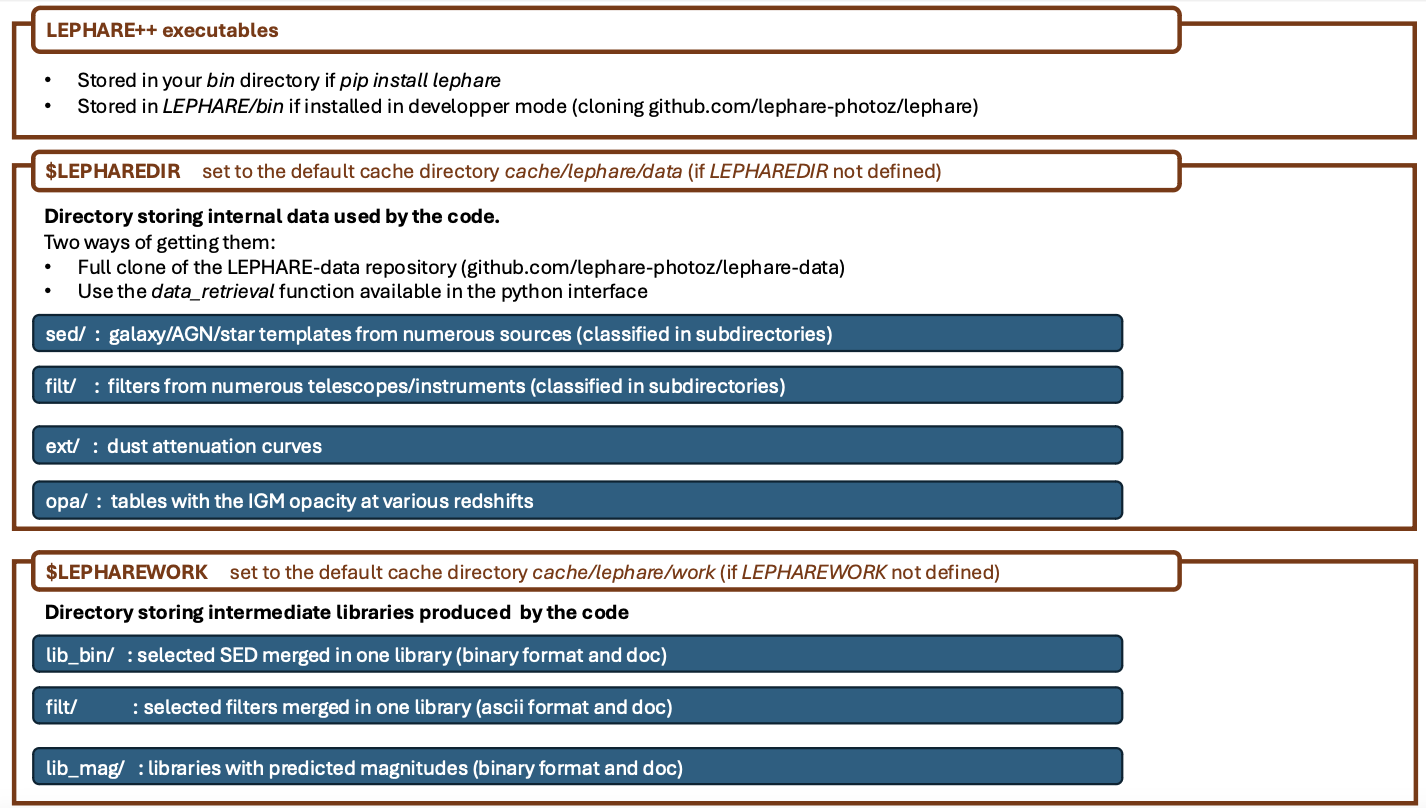 LEPHARE++ executables
• Stored in your bin directory if pip install lephare
• Stored in LEPHARE/bin if installed in developper mode (cloning github.com/lephare-photoz/lephare)
$LEPHAREDIR set to the default cache directory cache/lephare/data (if LEPHAREDIR not defined)
Directory storing internal data used by the code.
Two ways of getting them:
• Full clone of the LEPHARE-data repository (github.com/lephare-photoz/lephare-data)
• Use the data_retrieval function available in the python interface
sed/ : galaxy/AGN/star templates from numerous sources (classified in subdirectories)
filt/ : filters from numerous telescopes/instruments (classified in subdirectories)
ext/ : dust attenuation curves
opa/ : tables with the IGM opacity at various redshifts
$LEPHAREWORK set to the default cache directory cache/lephare/work (if LEPHAREWORK not defined)
Directory storing intermediate libraries produced by the code
lib_bin/ : selected SED merged in one library (binary format and doc)
filt/ : selected filters merged in one library (ascii format and doc)
lib_mag/ : libraries with predicted magnitudes (binary format and doc)